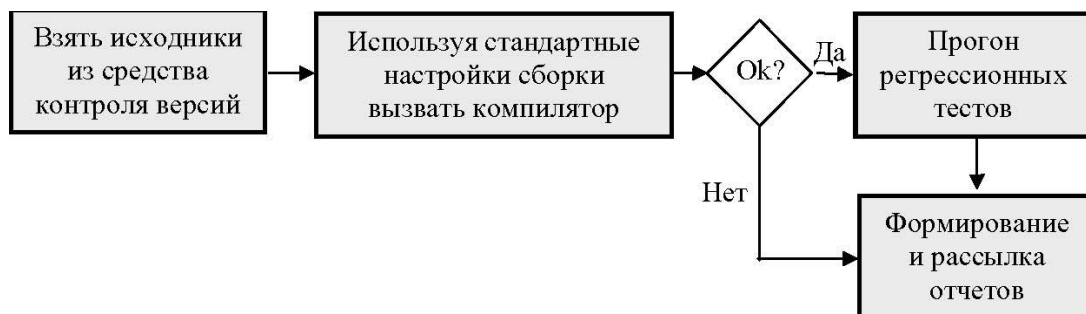 Взять исходники
из средства
контроля версий
Используя стандартные
настройки сборки
вызвать компилятор
Ok?
Да
Прогон
регрессионных
тестов
Нет
Формирование
и рассылка
отчетов